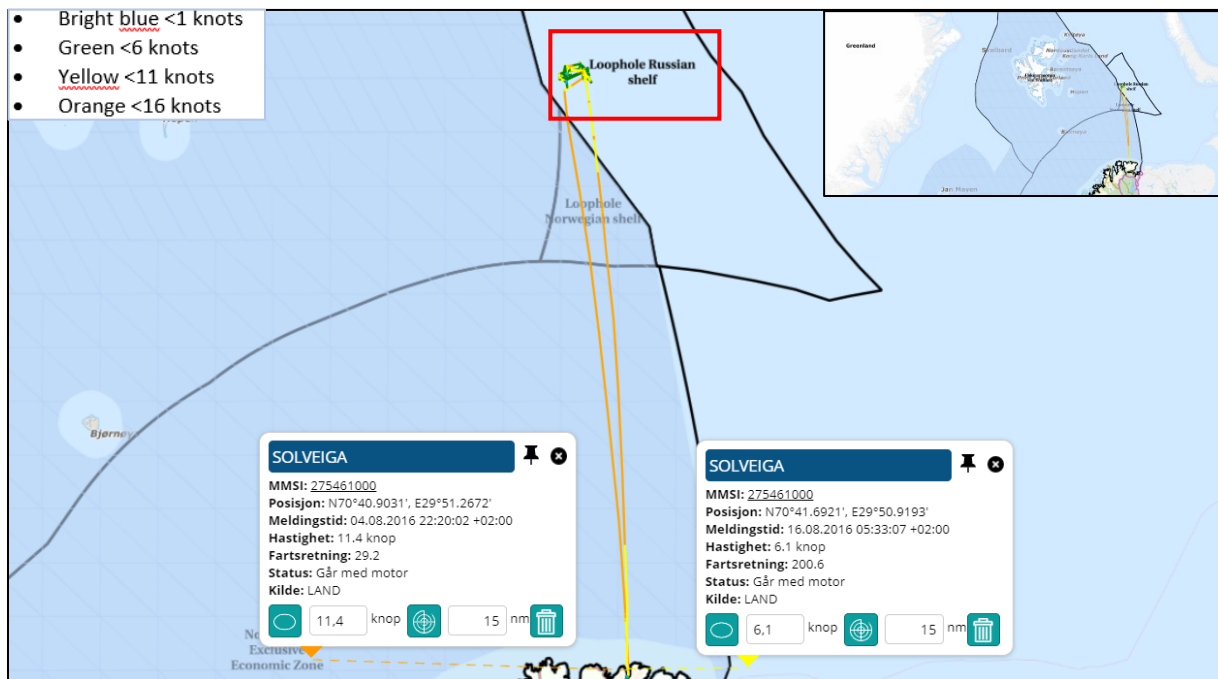 Bright blue <1 knots
Green <6 knots
Yellow <11 knots
Orange <16 knots
Loophole Russian
shelf
Greenland
Jan Mayen
Loophole
Norwegian shelf
Bjørnøya
SOLVEIGA
MMSI: 275461000
Posisjon: N70°40.9031', E29°51.2672'
Meldingstid: 04.08.2016 22:20:02 +02:00
Hastighet: 11.4 knop
Fartsretning: 29.2
Status: Går med motor
Kilde: LAND
11,4 knop 15 nm
SOLVEIGA
MMSI: 275461000
Posisjon: N70°41.6921', E29°50.9193'
Meldingstid: 16.08.2016 05:33:07 +02:00
Hastighet: 6.1 knop
Fartsretning: 200.6
Status: Går med motor
Kilde: LAND
6,1 knop 15 nm
Exclusive
Economic Zone